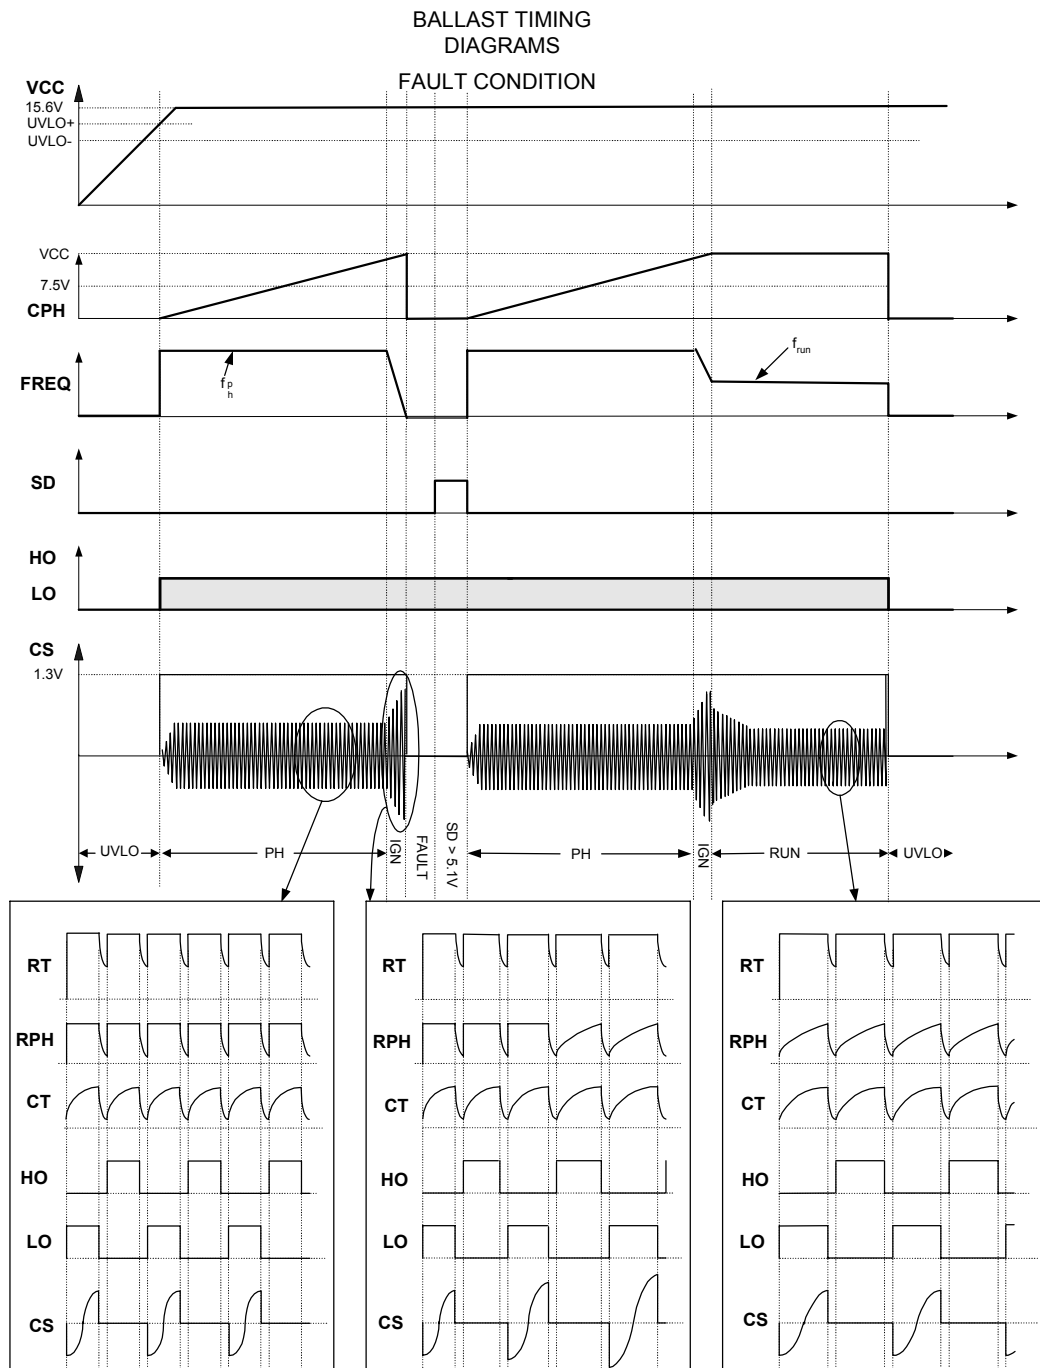 BALLAST TIMING
DIAGRAMS
FAULT CONDITION
VCC
15.6V
UVLO+
UVLO-
VCC
7.5V
CPH
FREQ
f
p
h
f run
SD
HO
LO
CS
1.3V
UVLO
PH
IGN
FAULT
SD > 5.1V
PH
IGN
RUN
UVLO
RT
RPH
CT
HO
LO
CS
RT
RPH
CT
HO
LO
CS
RT
RPH
CT
HO
LO
CS